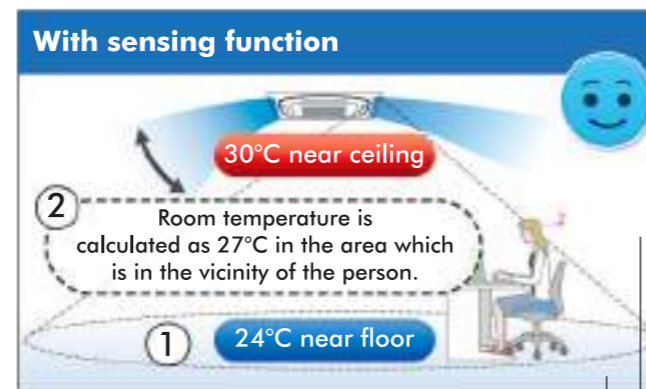 With sensing function
30°C near ceiling
2
Room temperature is
calculated as 27°C in the area which
is in the vicinity of the person.
1
24°C near floor